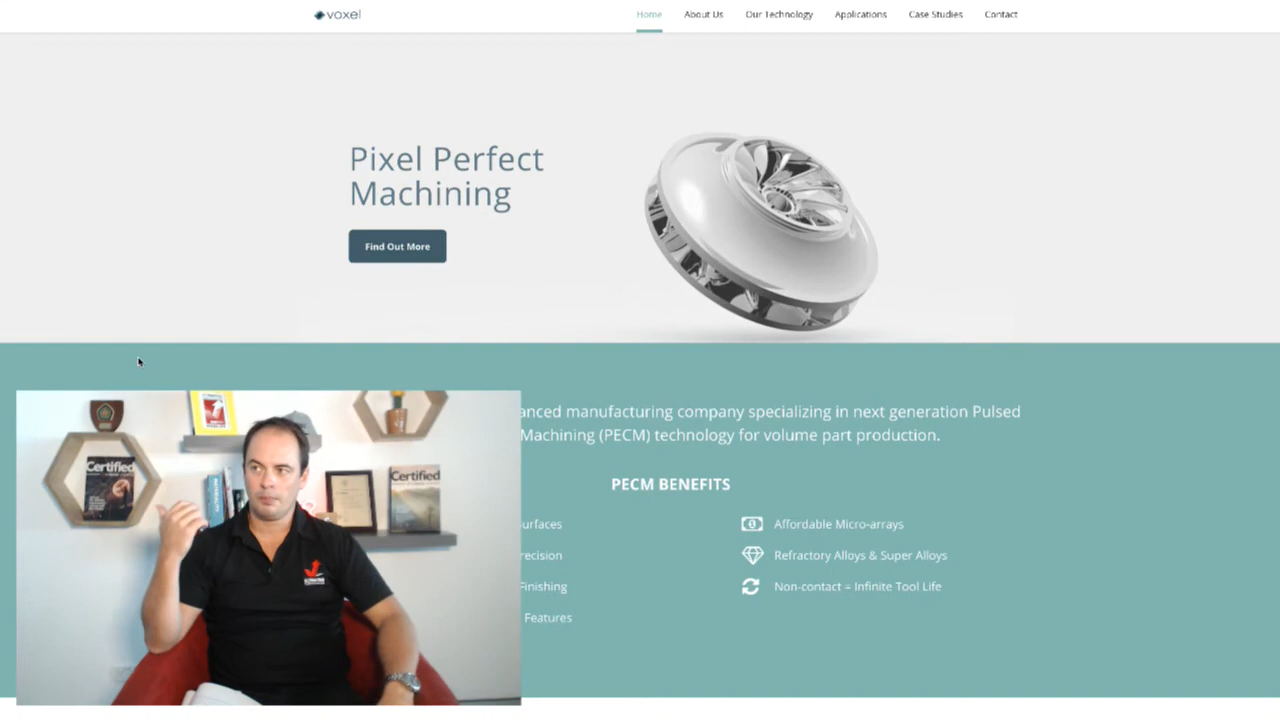 voxel
Home
About Us
Our Technology
Applications
Case Studies
Contact
Pixel Perfect
Machining
Find Out More
anced manufacturing company specializing in next generation Pulsed
Machining (PECM) technology for volume part production.
PECM BENEFITS
urfaces
Affordable Micro-arrays
recision
Refractory Alloys & Super Alloys
Finishing
Non-contact = Infinite Tool Life
Features
Certified
Certified